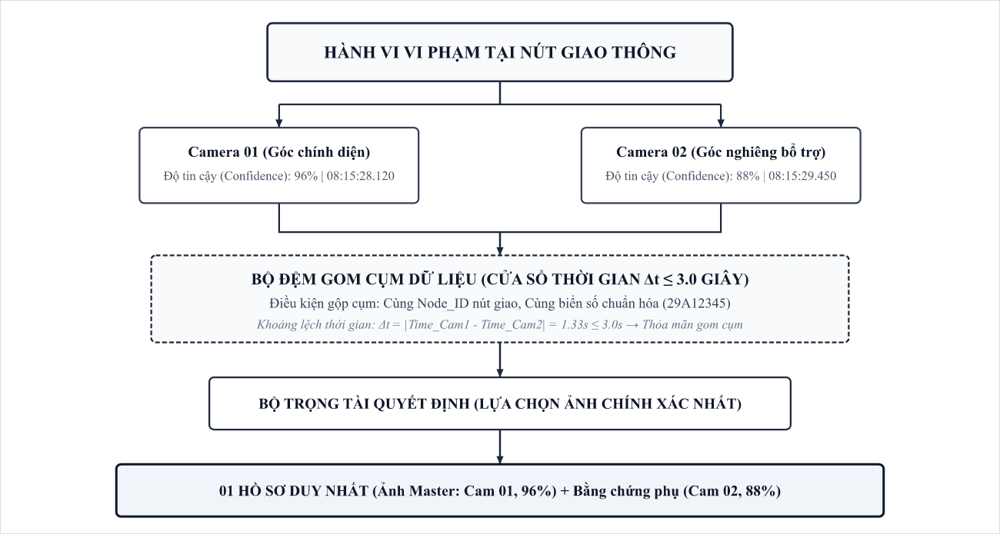 HÀNH VI VI PHẠM TẠI NÚT GIAO THÔNG
Camera 01 (Góc chính diện)
Độ tin cậy (Confidence): 96% | 08:15:28.120
Camera 02 (Góc nghiêng bổ trợ)
Độ tin cậy (Confidence): 88% | 08:15:29.450
BỘ ĐỆM GOM CỤM DỮ LIỆU (CỬA SỔ THỜI GIAN Δt ≤ 3.0 GIÂY)
Điều kiện gộp cụm: Cùng Node_ID nút giao, Cùng biển số chuẩn hóa (29A12345)
Khoảng lệch thời gian: Δt = |Time_Cam1 - Time_Cam2| = 1.33s ≤ 3.0s → Thỏa mãn gom cụm
BỘ TRỌNG TÀI QUYẾT ĐỊNH (LỰA CHỌN ẢNH CHÍNH XÁC NHẤT)
01 HỒ SƠ DUY NHẤT (Ảnh Master: Cam 01, 96%) + Bằng chứng phụ (Cam 02, 88%)